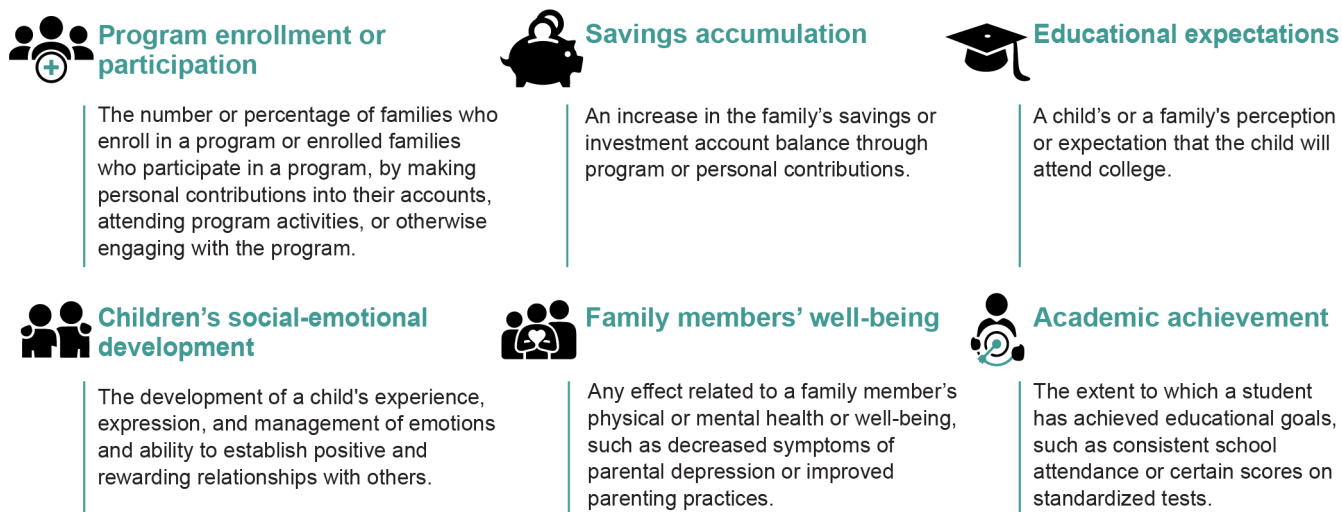 Program enrollment or
participation
The number or percentage of families who
enroll in a program or enrolled families
who participate in a program, by making
personal contributions into their accounts,
attending program activities, or otherwise
engaging with the program.
Savings accumulation
An increase in the family’s savings or
investment account balance through
program or personal contributions.
Educational expectations
A child’s or a family's perception
or expectation that the child will
attend college.
Children’s social-emotional
development
The development of a child's experience,
expression, and management of emotions
and ability to establish positive and
rewarding relationships with others.
Family members’ well-being
Any effect related to a family member’s
physical or mental health or well-being,
such as decreased symptoms of
parental depression or improved
parenting practices.
Academic achievement
The extent to which a student
has achieved educational goals,
such as consistent school
attendance or certain scores on
standardized tests.